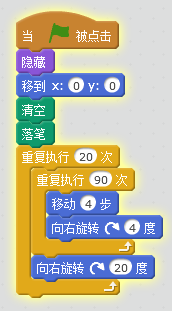 当 被点击
隐藏
移到 x: 0 y: 0
清空
落笔
重复执行 20 次
重复执行 90 次
移动 4 步
向右旋转 4 度
向右旋转 20 度